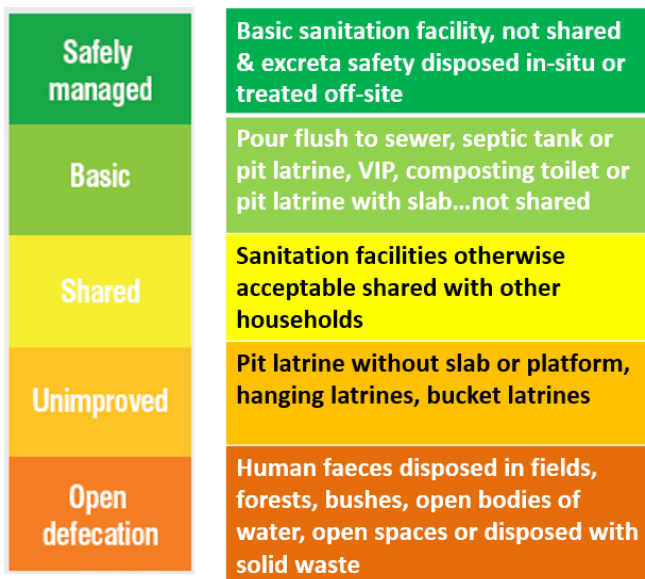 Safely
managed
Basic sanitation facility, not shared
& excreta safety disposed in-situ or
treated off-site
Basic
Pour flush to sewer, septic tank or
pit latrine, VIP, composting toilet or
pit latrine with slab...not shared
Shared
Sanitation facilities otherwise
acceptable shared with other
households
Unimproved
Pit latrine without slab or platform,
hanging latrines, bucket latrines
Open
defecation
Human faeces disposed in fields,
forests, bushes, open bodies of
water, open spaces or disposed with
solid waste